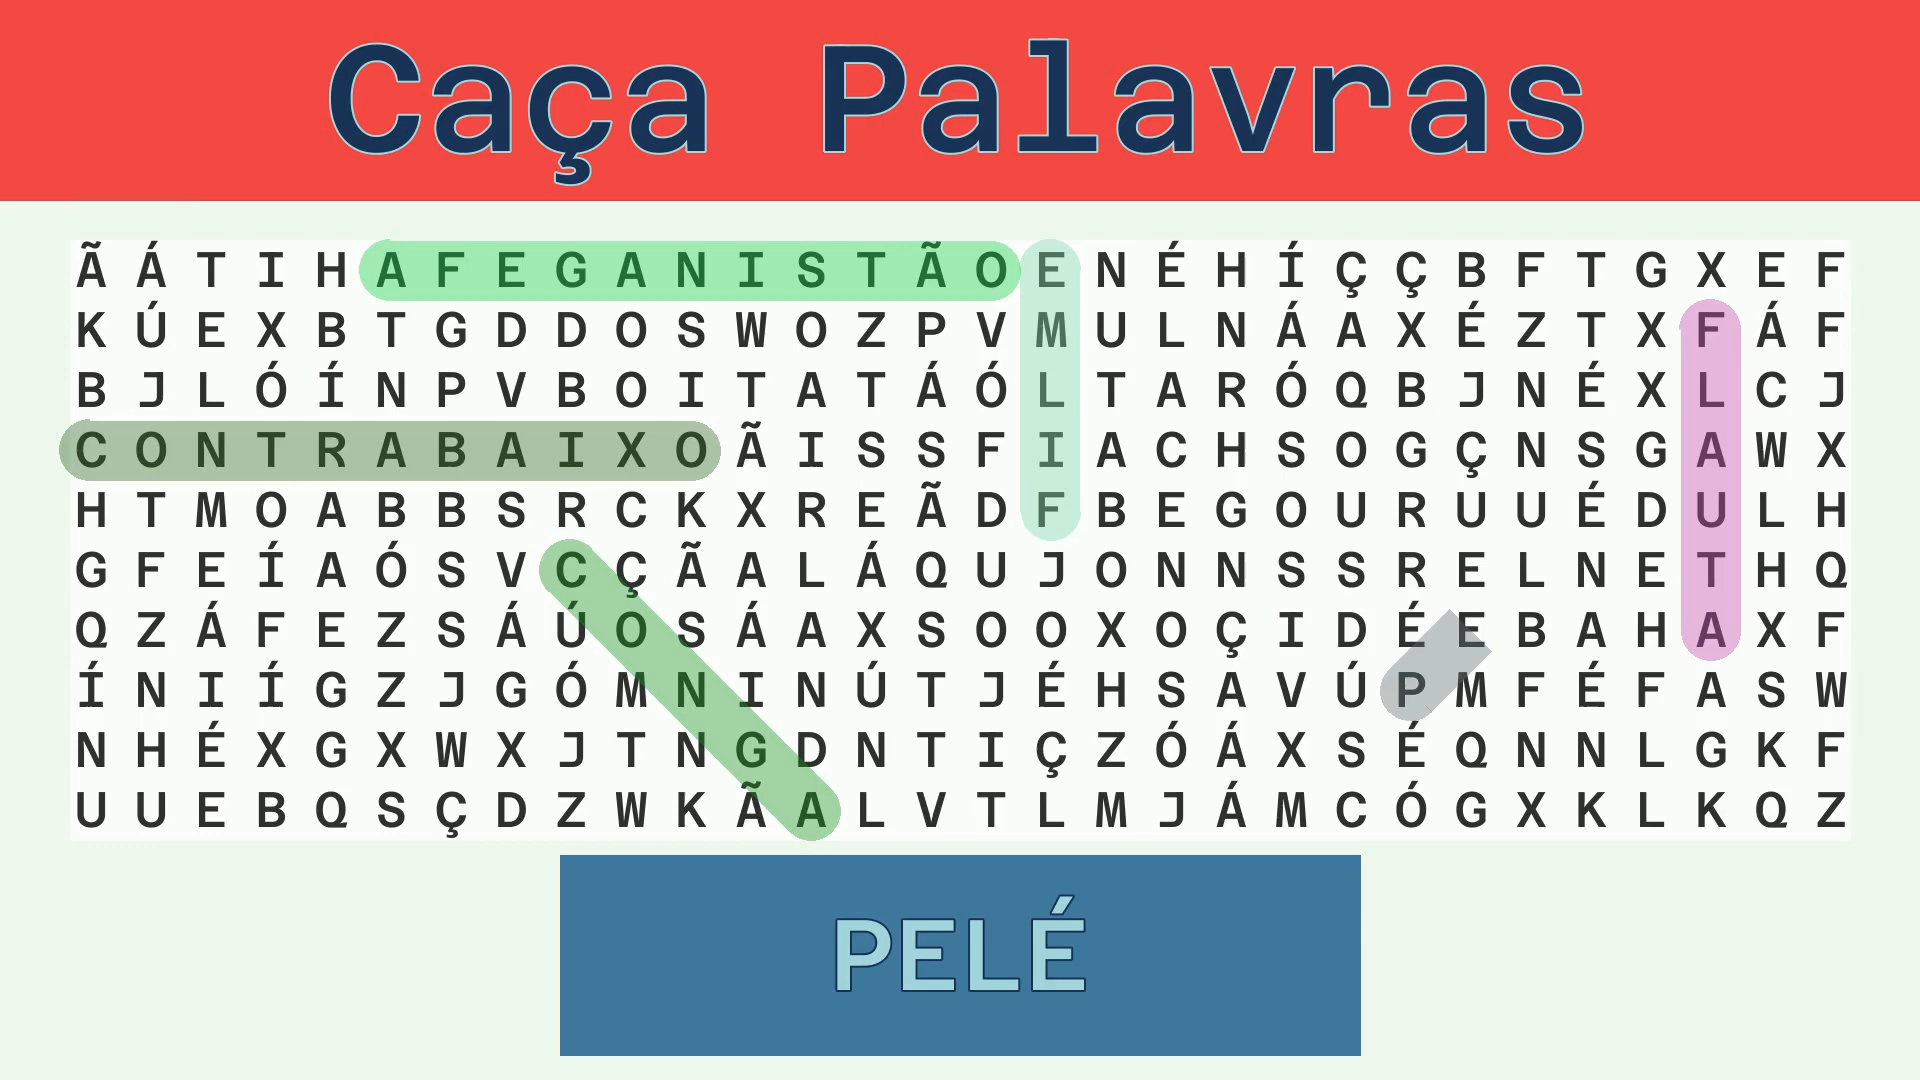 Caça Palavras
Ã Á T I H A F E G A N I S T Ã O E N É H Í Ç Ç B F T G X E F
K Ú E X B T G D D O S W O Z P V M U L N Á A X É Z T X F Á F
B J L Ó Í N P V B O I T A T Á Ó L T A R Ó Q B J N É X L C J
C O N T R A B A I X O Ã I S S F I A C H S O G Ç N S G A W X
H T M O A B B S R C K X R E Ã D F B E G O U R U U É D U L H
G F E Í A Ó S V C Ç Ã A L Á Q U J O N N S S R E L N E T H Q
Q Z Á F E Z S Á Ú O S Á A X S O O X O Ç I D É E B A H A X F
Í N I Í G Z J G Ó M N I N Ú T J É H S A V Ú P M F É F A S W
N H É X G X W X J T N G D N T I Ç Z Ó Á X S É Q N N L G K F
U U E B Q S Ç D Z W K Ã A L V T L M J Á M C Ó G X K L K Q Z
PELÉ